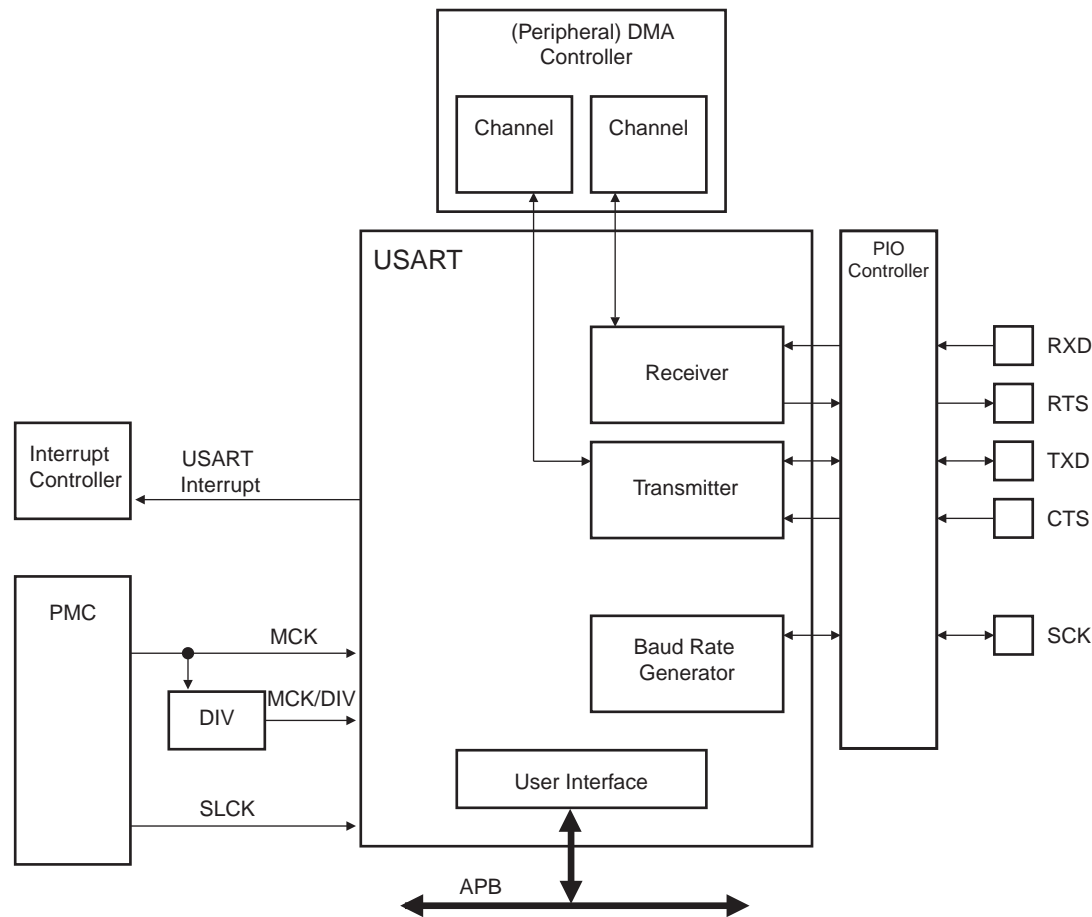 (Peripheral) DMA
Controller
Channel
Channel
USART
PIO
Controller
RXD
Receiver
RTS
Interrupt
Controller
USART
Interrupt
TXD
Transmitter
CTS
PMC
MCK
Baud Rate
Generator
SCK
MCK/DIV
DIV
User Interface
SLCK
APB